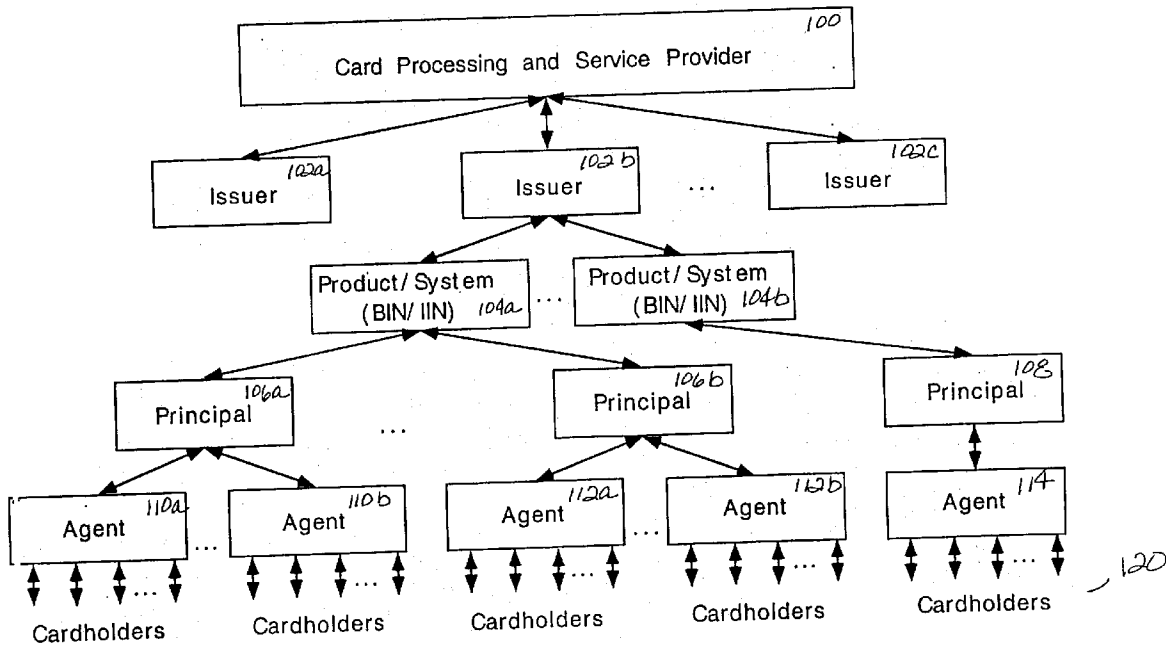 100
Card Processing and Service Provider
102a
Issuer
102b
Issuer
...
102c
Issuer
Product/System
(BIN/IIN) 104a
...
Product/System
(BIN/IIN) 104b
106a
Principal
...
106b
Principal
108
Principal
110a
Agent
...
110b
Agent
112a
Agent
...
112b
Agent
114
Agent
...
...
...
...
...
120
Cardholders
Cardholders
Cardholders
Cardholders
Cardholders